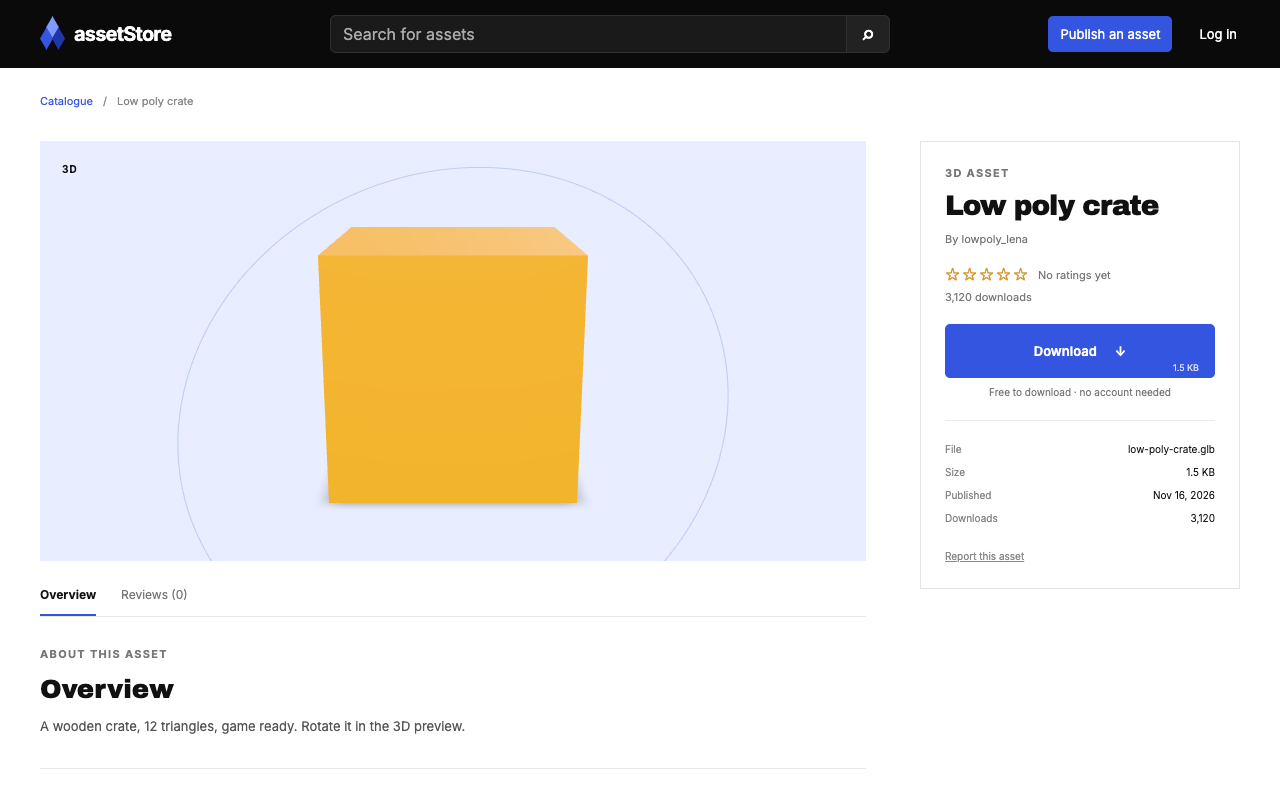 assetStore
Search for assets
Publish an asset
Log in
Catalogue / Low poly crate
3D
3D ASSET
Low poly crate
By lowpoly_lena
No ratings yet
3,120 downloads
Download
1.5 KB
Free to download · no account needed
File low-poly-crate.glb
Size 1.5 KB
Published Nov 16, 2026
Downloads 3,120
Report this asset
Overview Reviews (0)
ABOUT THIS ASSET
Overview
A wooden crate, 12 triangles, game ready. Rotate it in the 3D preview.